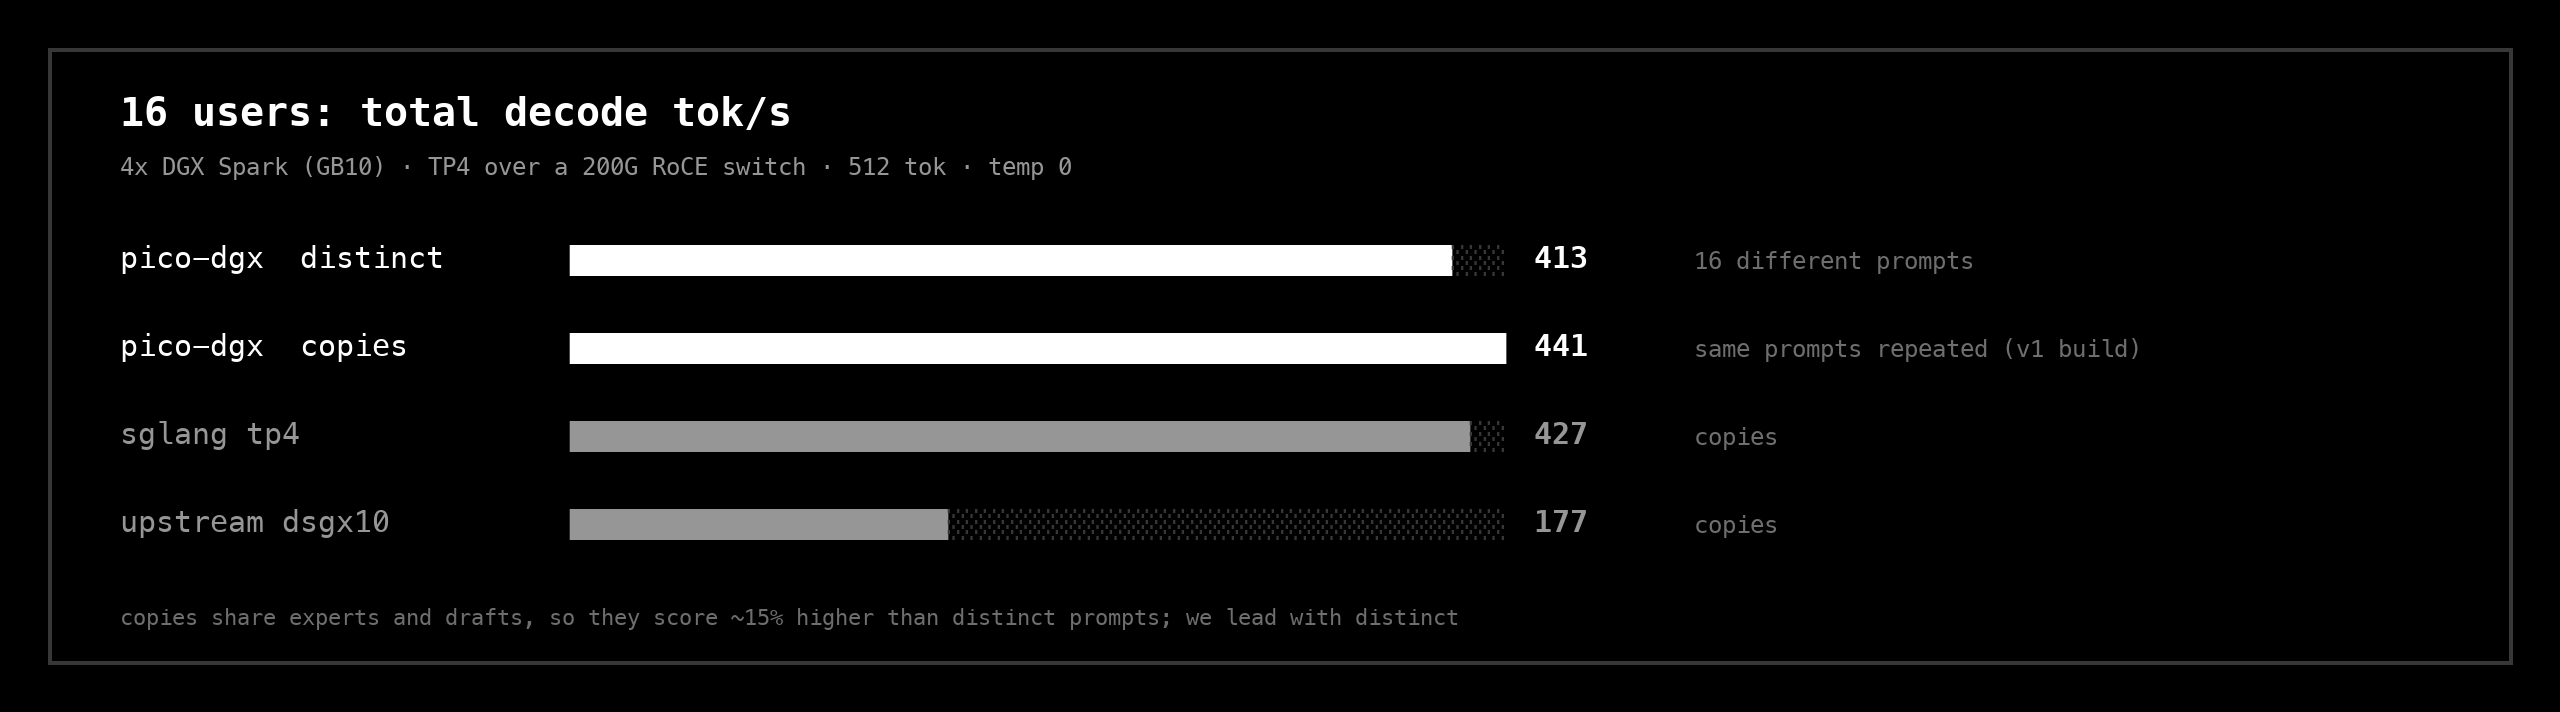 16 users: total decode tok/s
4x DGX Spark (GB10) · TP4 over a 200G RoCE switch · 512 tok · temp 0
pico−dgx  distinct 413 16 different prompts
pico−dgx  copies 441 same prompts repeated (v1 build)
sglang tp4 427 copies
upstream dsgx10 177 copies
copies share experts and drafts, so they score ~15% higher than distinct prompts; we lead with distinct